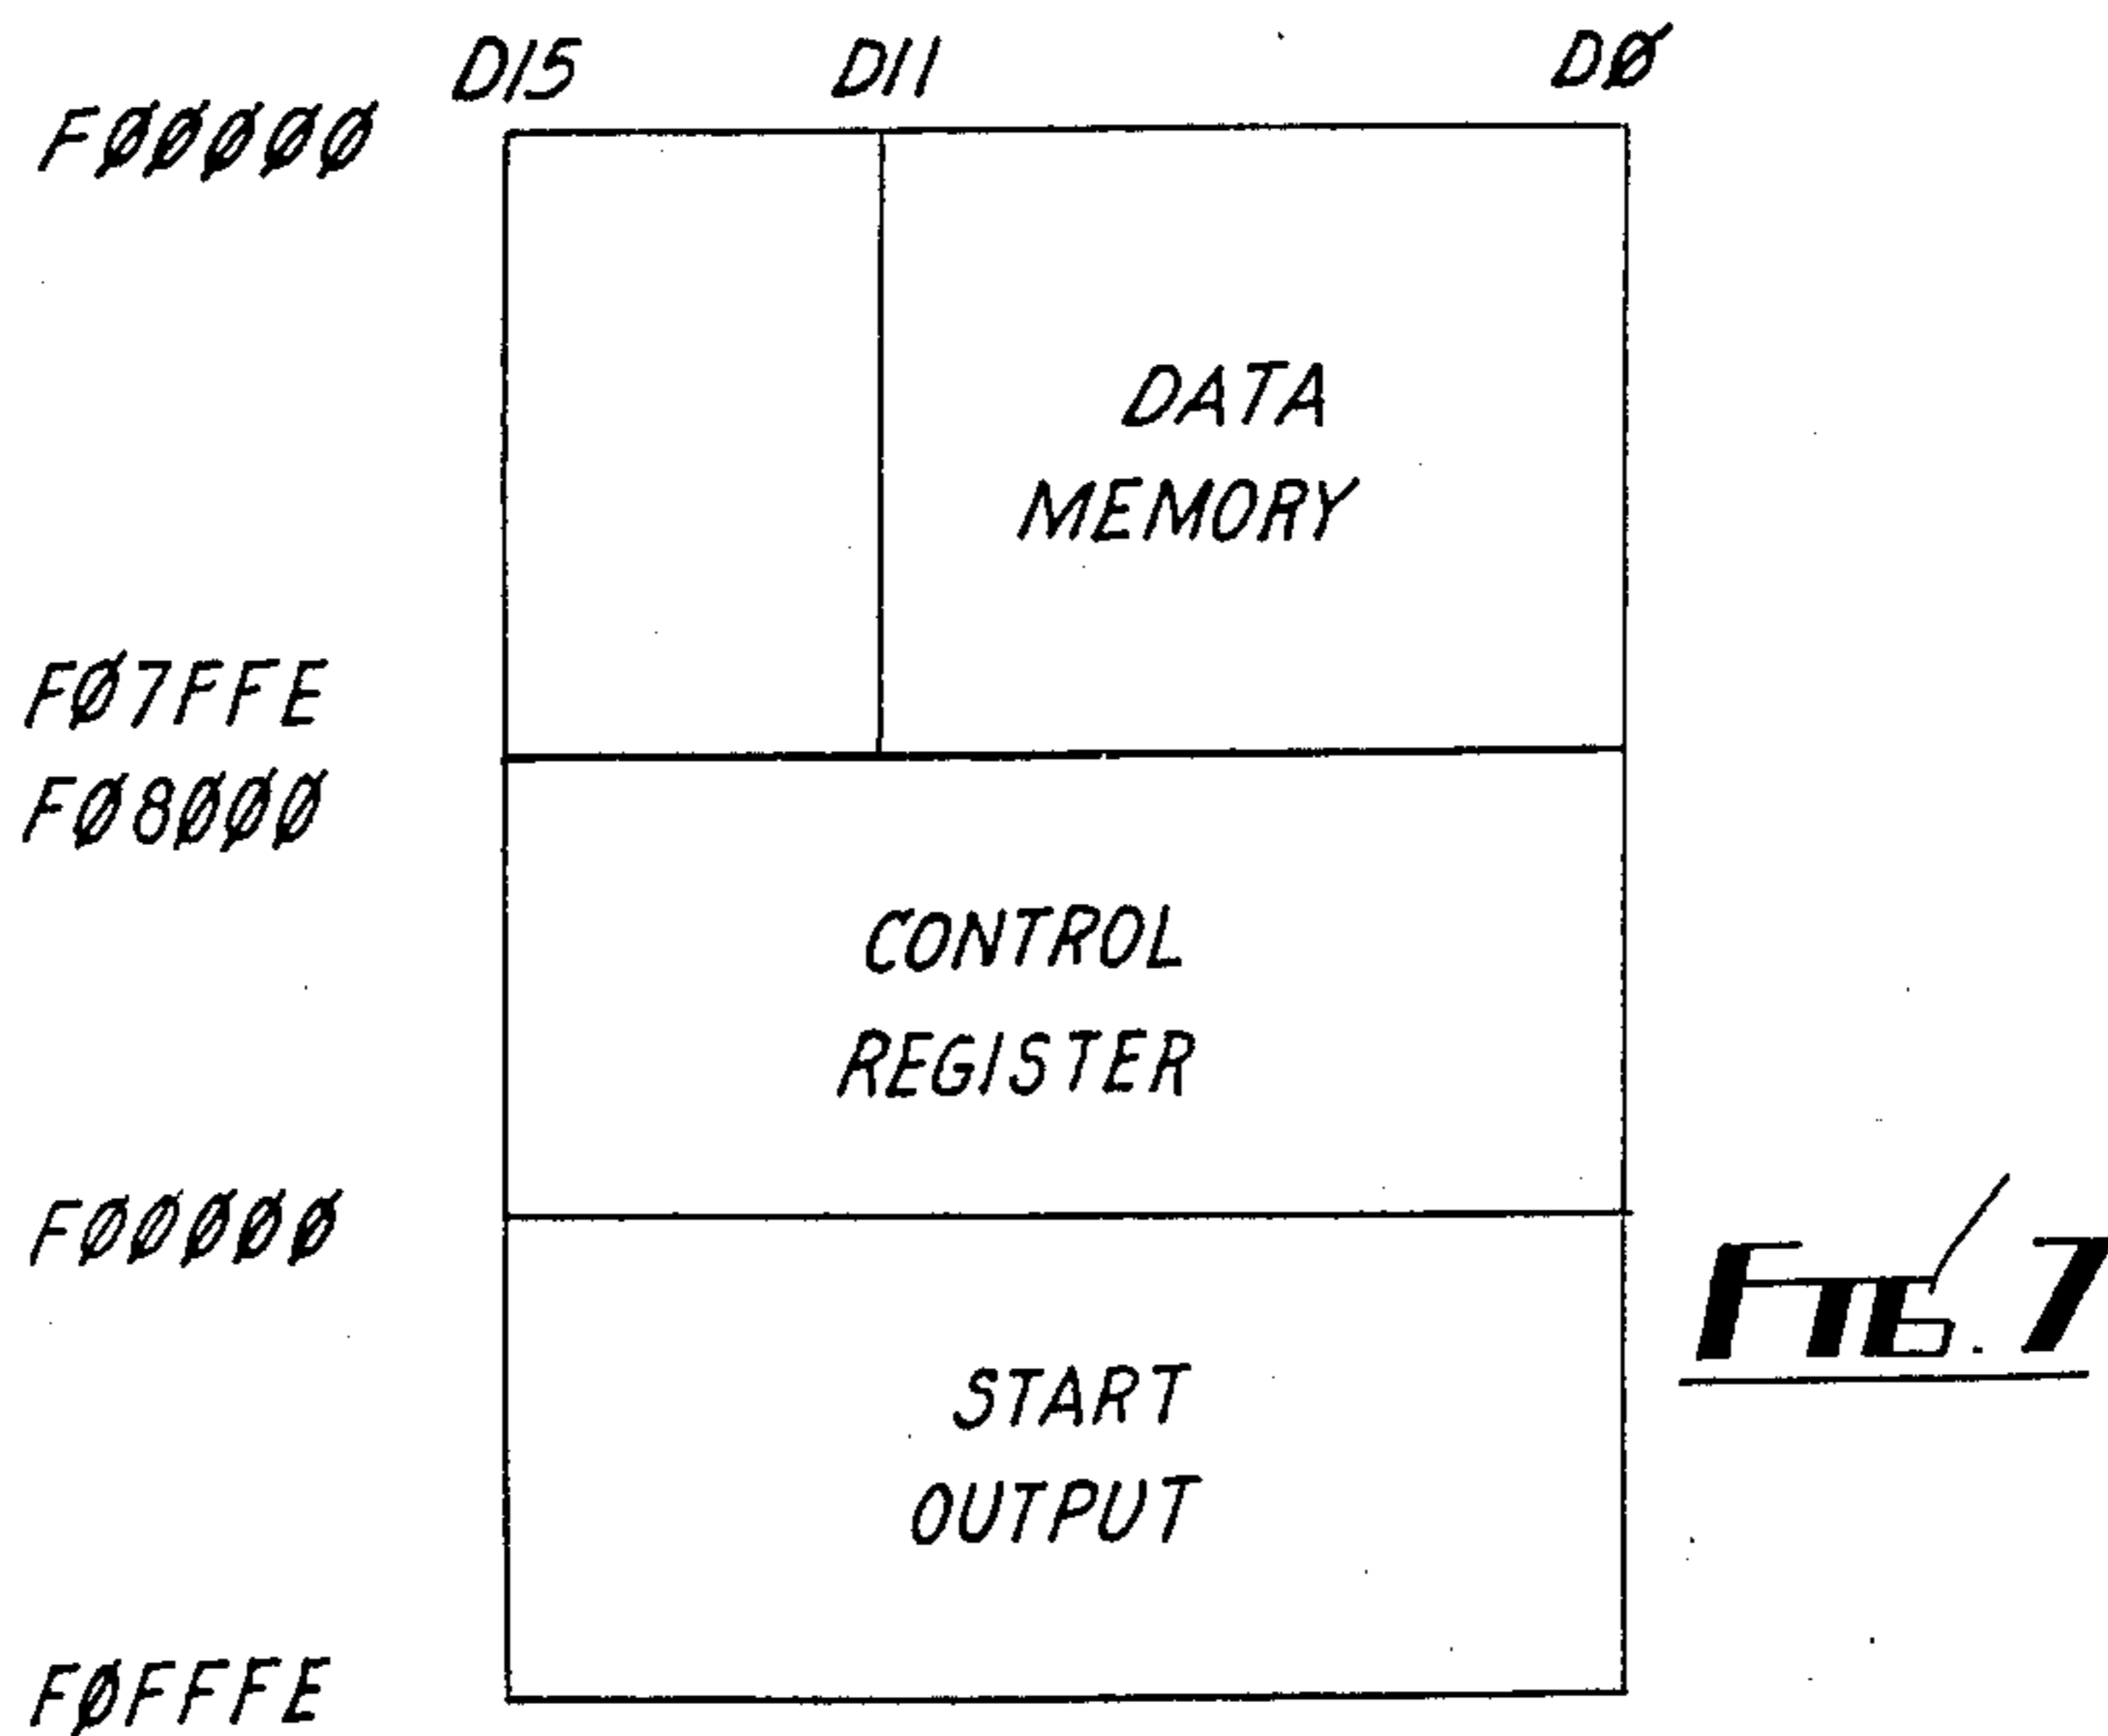 D15 D11 DØ
FØØØØØ
DATA
MEMORY
FØ7FFE
FØ8ØØØ
CONTROL
REGISTER
FØØØØØ
FIG. 7
START
OUTPUT
FØFFFE